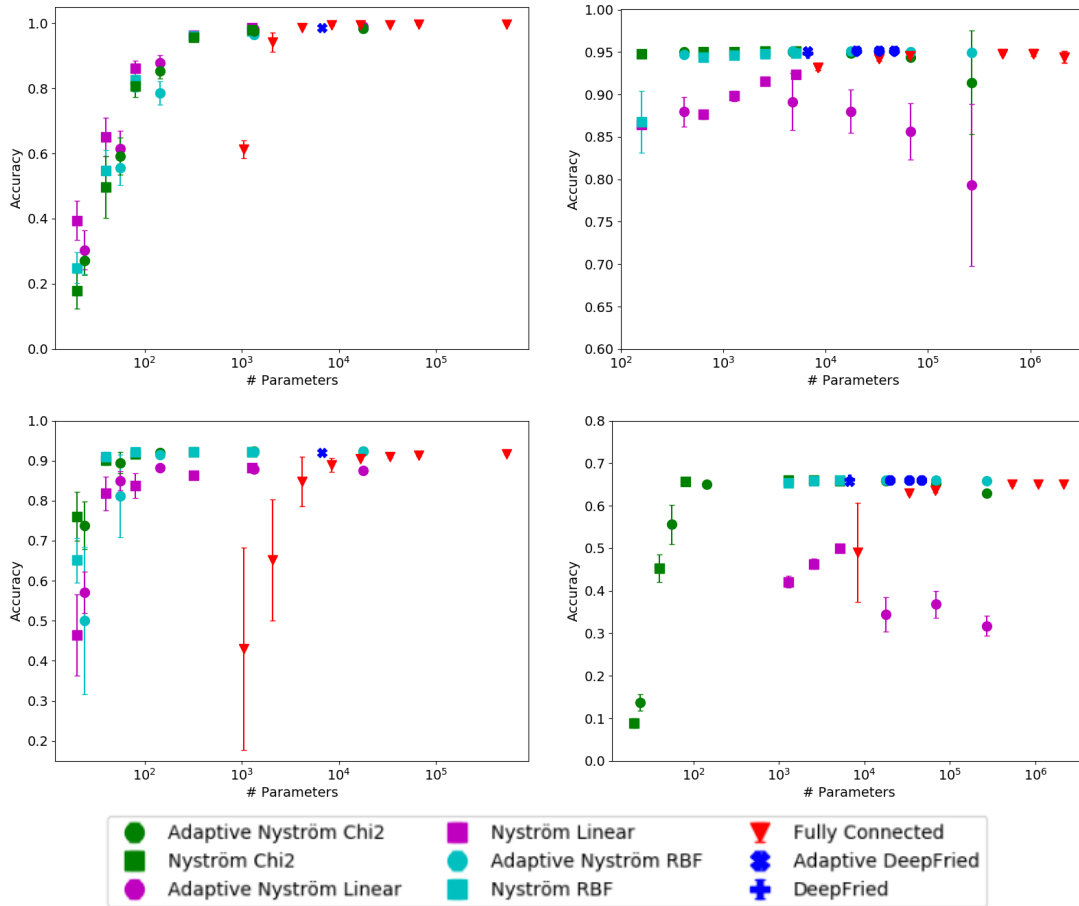 1.0
0.8
0.6
0.4
0.2
0.0
Accuracy
10² 10³ 10⁴ 10⁵
# Parameters
1.00
0.95
0.90
0.85
0.80
0.75
0.70
0.65
0.60
Accuracy
10² 10³ 10⁴ 10⁵ 10⁶
# Parameters
1.0
0.9
0.8
0.7
0.6
0.5
0.4
0.3
0.2
Accuracy
10² 10³ 10⁴ 10⁵
# Parameters
0.8
0.7
0.6
0.5
0.4
0.3
0.2
0.1
0.0
Accuracy
10² 10³ 10⁴ 10⁵ 10⁶
# Parameters
Adaptive Nyström Chi2
Nyström Chi2
Adaptive Nyström Linear
Nyström Linear
Adaptive Nyström RBF
Nyström RBF
Fully Connected
Adaptive DeepFried
DeepFried